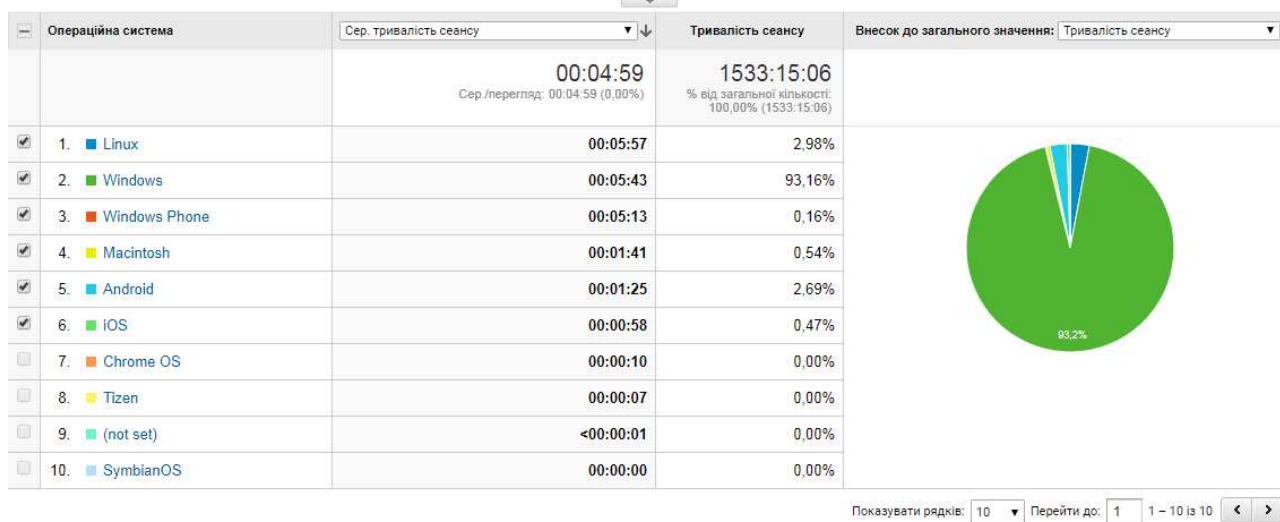 Операційна система Сер. тривалість сеансу Тривалість сеансу Внесок до загального значення: Тривалість сеансу
00:04:59 1533:15:06
Сер./перегляд: 00:04:59 (0,00%) % від загальної кількості:
100,00% (1533:15:06)
1. Linux 00:05:57 2,98%
2. Windows 00:05:43 93,16%
3. Windows Phone 00:05:13 0,16%
4. Macintosh 00:01:41 0,54%
5. Android 00:01:25 2,69%
6. iOS 00:00:58 0,47%
93,2%
7. Chrome OS 00:00:10 0,00%
8. Tizen 00:00:07 0,00%
9. (not set) <00:00:01 0,00%
10. SymbianOS 00:00:00 0,00%
Показувати рядків: 10 Перейти до: 1 1 – 10 із 10